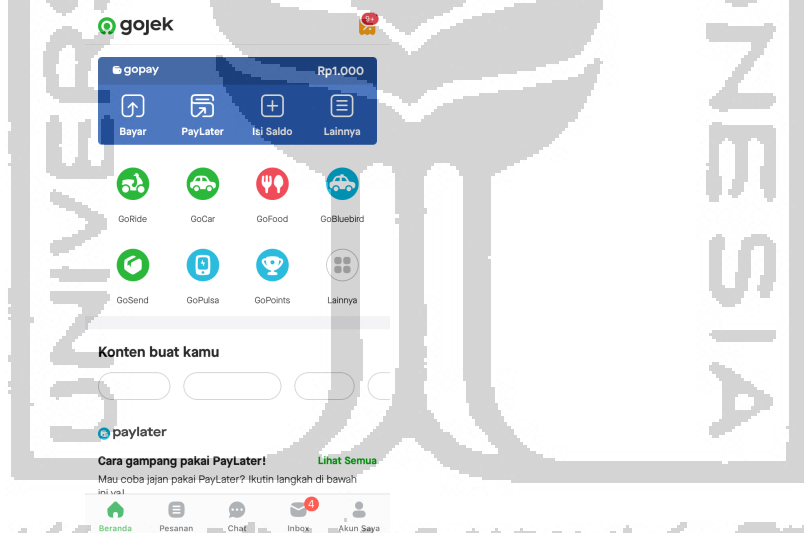 gojek
9+
gopay Rp1.000
Bayar PayLater Isi Saldo Lainnya
GoRide GoCar GoFood GoBluebird
GoSend GoPulsa GoPoints Lainnya
Konten buat kamu
paylater
Cara gampang pakai PayLater! Lihat Semua
Mau coba jajan pakai PayLater? Ikutin langkah di bawah
ini ya!
4
Beranda Pesanan Chat Inbox Akun Saya